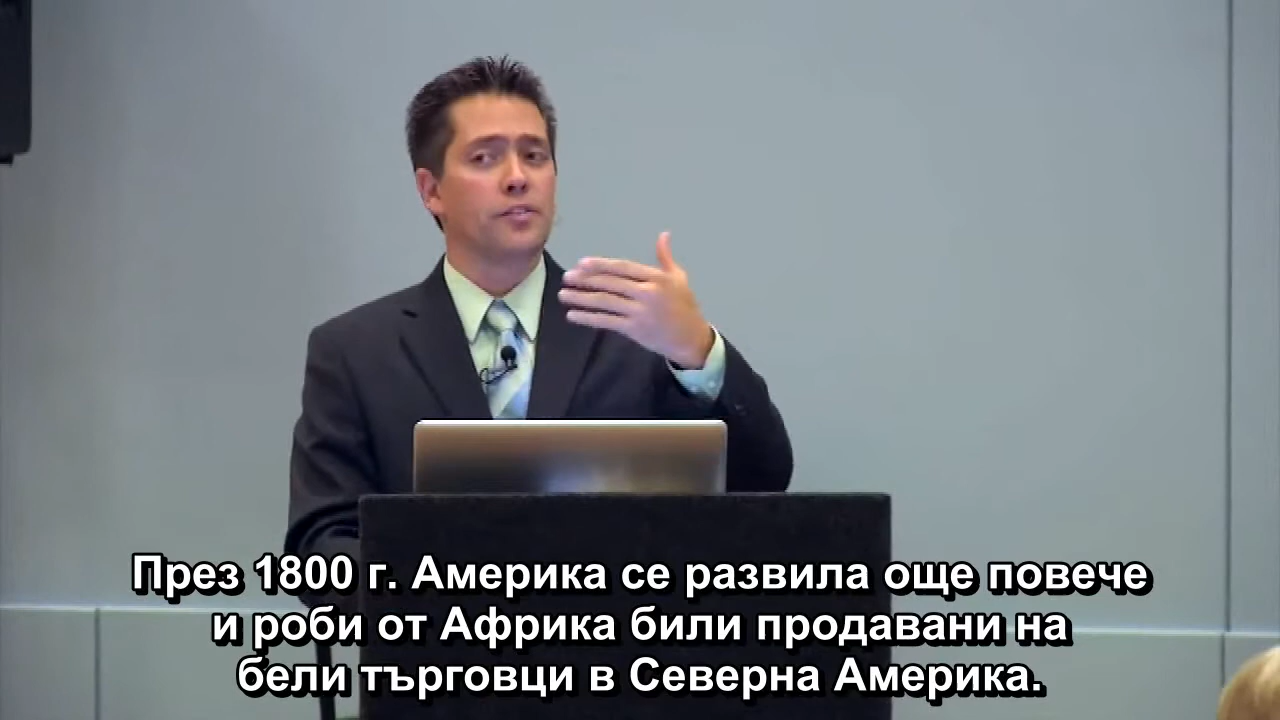 През 1800 г. Америка се развила още повече
и роби от Африка били продавани на
бели търговци в Северна Америка.